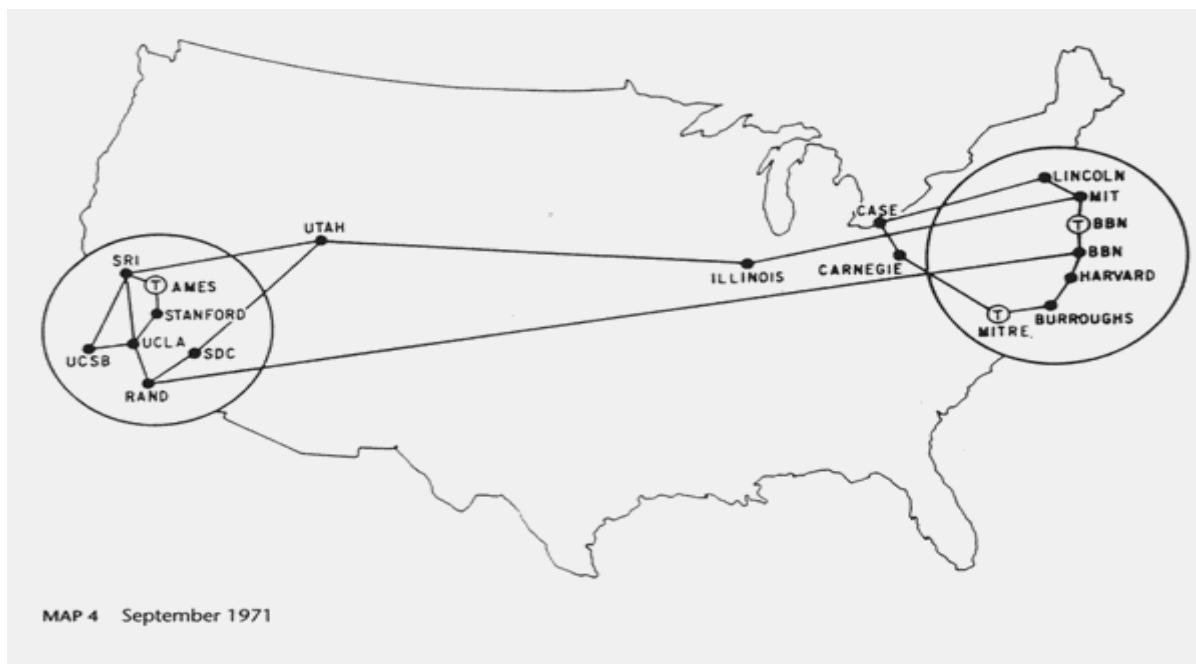 LINCOLN
MIT
CASE
T BBN
UTAH
BBN
SRI
CARNEGIE
ILLINOIS
HARVARD
T AMES
STANFORD
T
MITRE
BURROUGHS
UCLA
SDC
UCSB
RAND
MAP 4 September 1971